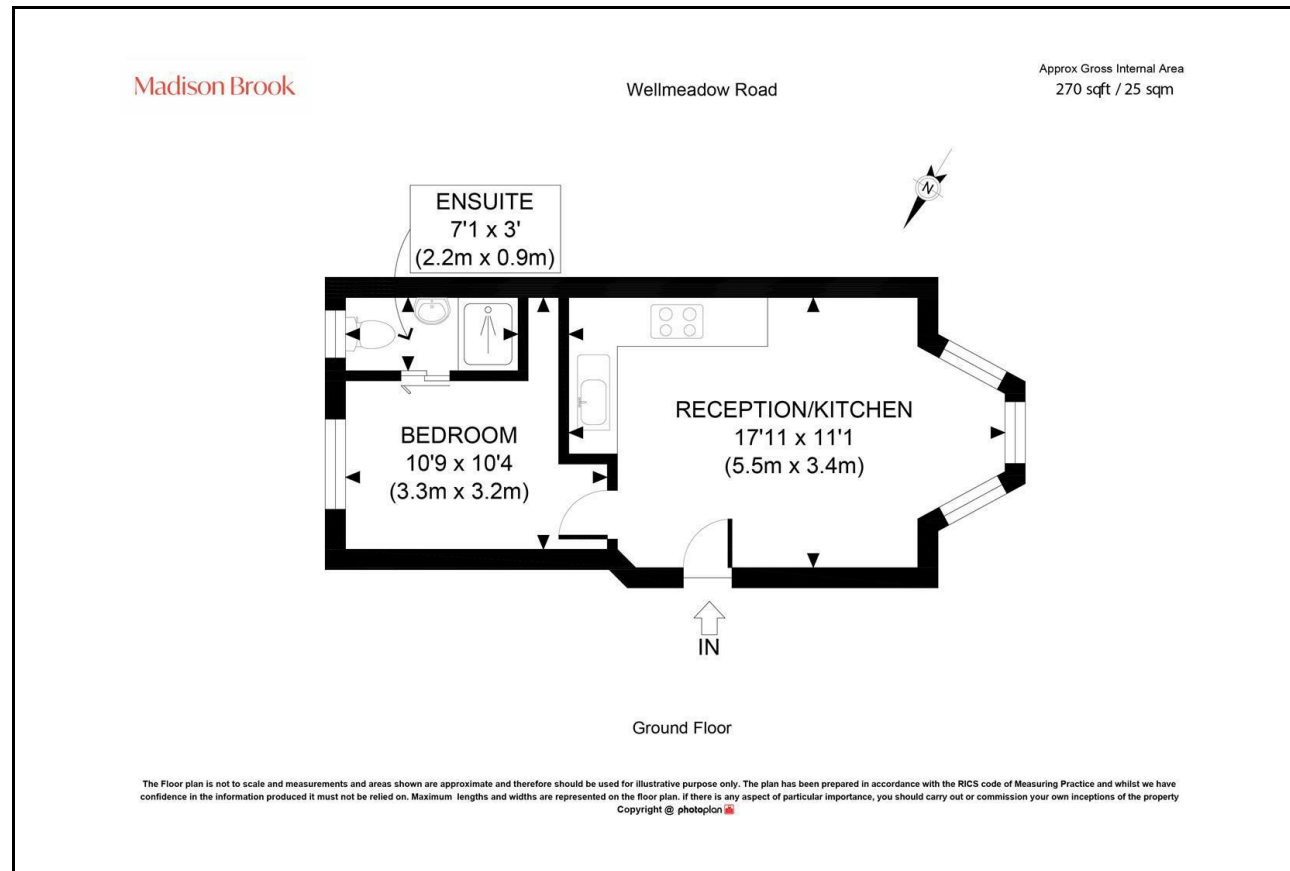 Madison Brook
Wellmeadow Road
Approx Gross Internal Area
270 sqft / 25 sqm
N
ENSUITE
7'1 x 3'
(2.2m x 0.9m)
RECEPTION/KITCHEN
17'11 x 11'1
(5.5m x 3.4m)
BEDROOM
10'9 x 10'4
(3.3m x 3.2m)
IN
Ground Floor
The Floor plan is not to scale and measurements and areas shown are approximate and therefore should be used for illustrative purpose only. The plan has been prepared in accordance with the RICS code of Measuring Practice and whilst we have
confidence in the information produced it must not be relied on. Maximum lengths and widths are represented on the floor plan. if there is any aspect of particular importance, you should carry out or commission your own inceptions of the property
Copyright @ photoplan